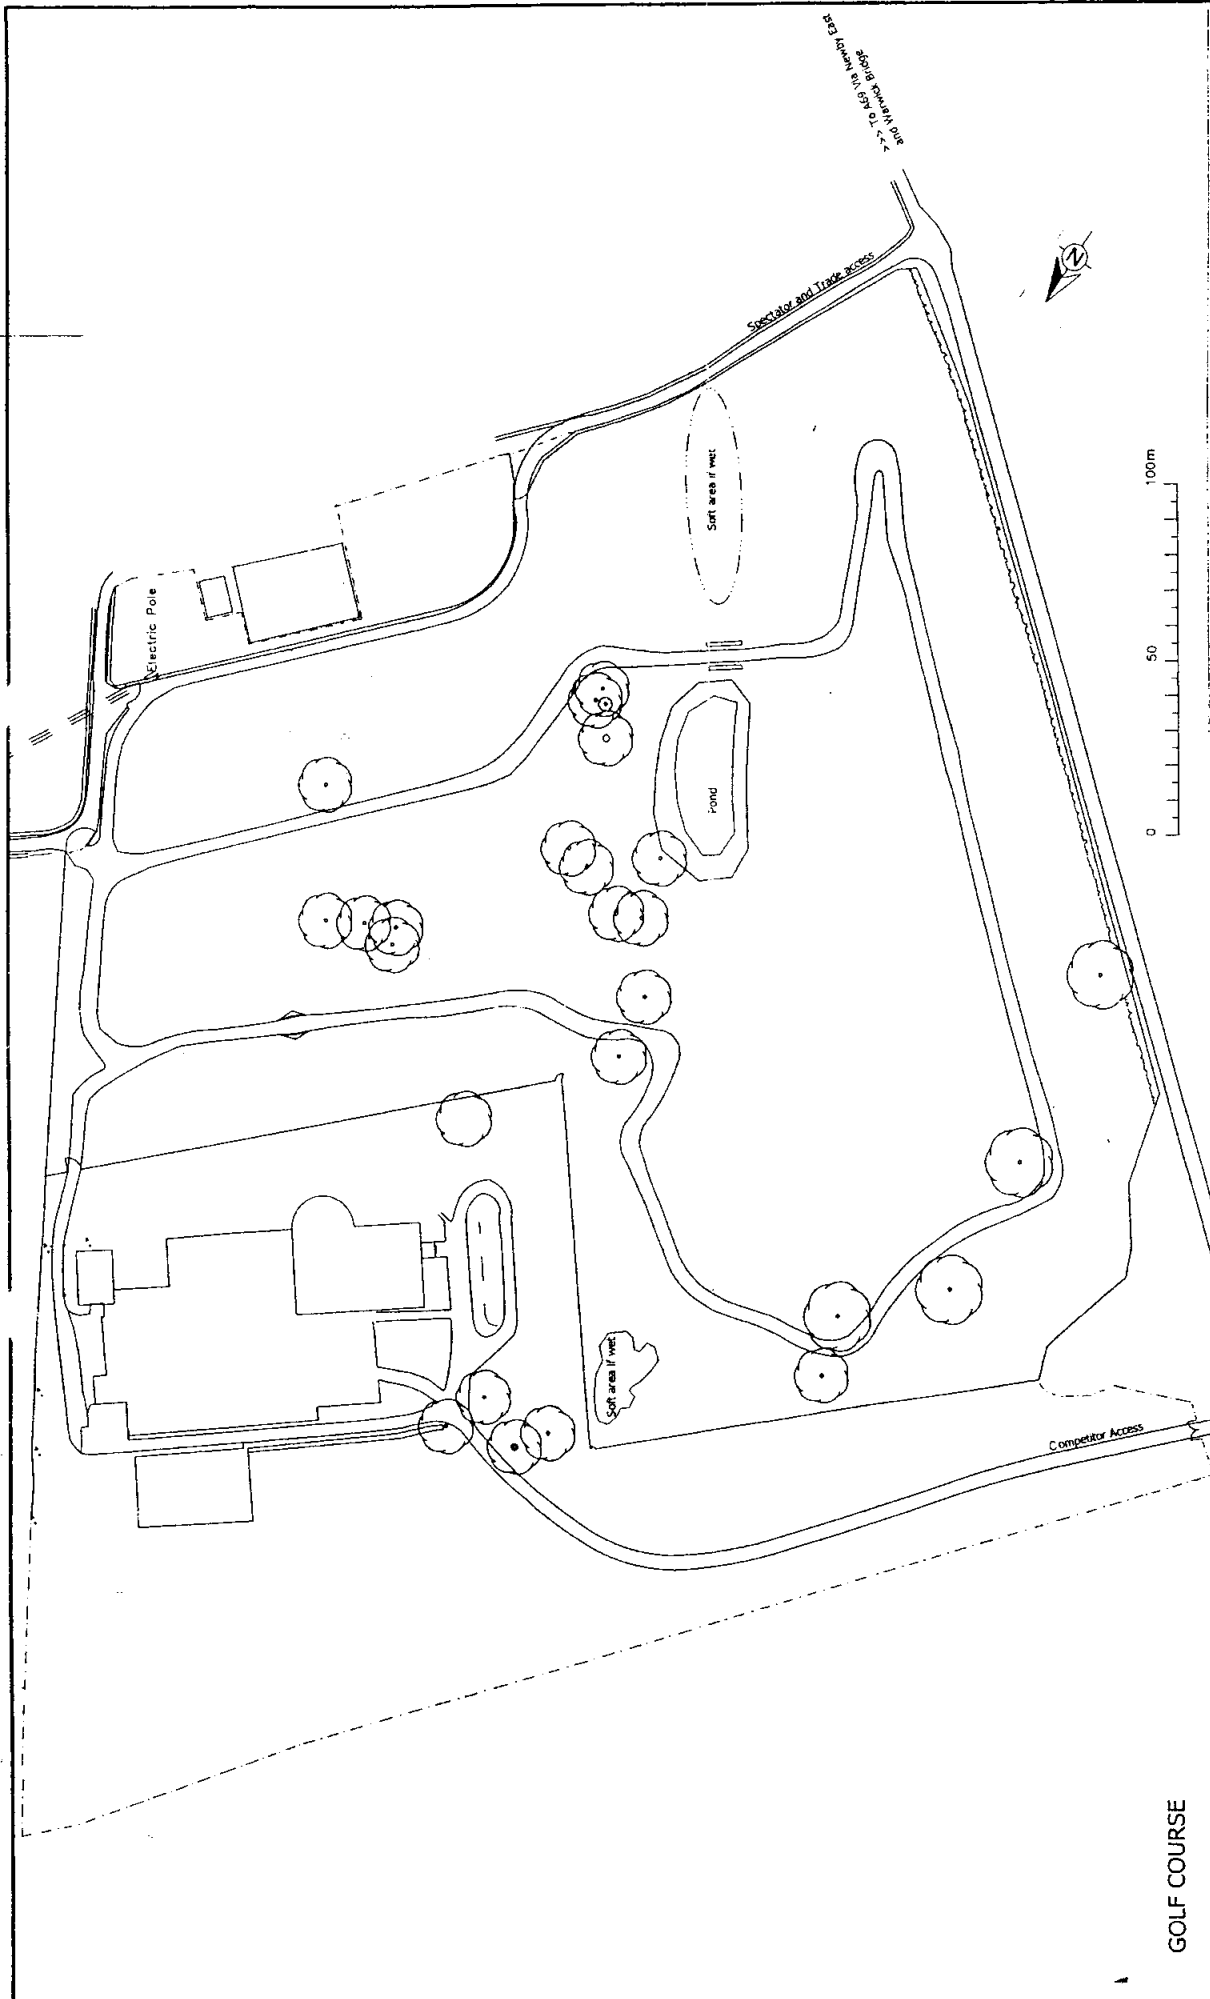 >>> To A69 Via Newby East
and Warwick Bridge
Spectator and Trade access
N
Soft area if wet
Electric Pole
Pond
0
50
100m
Soft area if wet
Competitor Access
GOLF COURSE